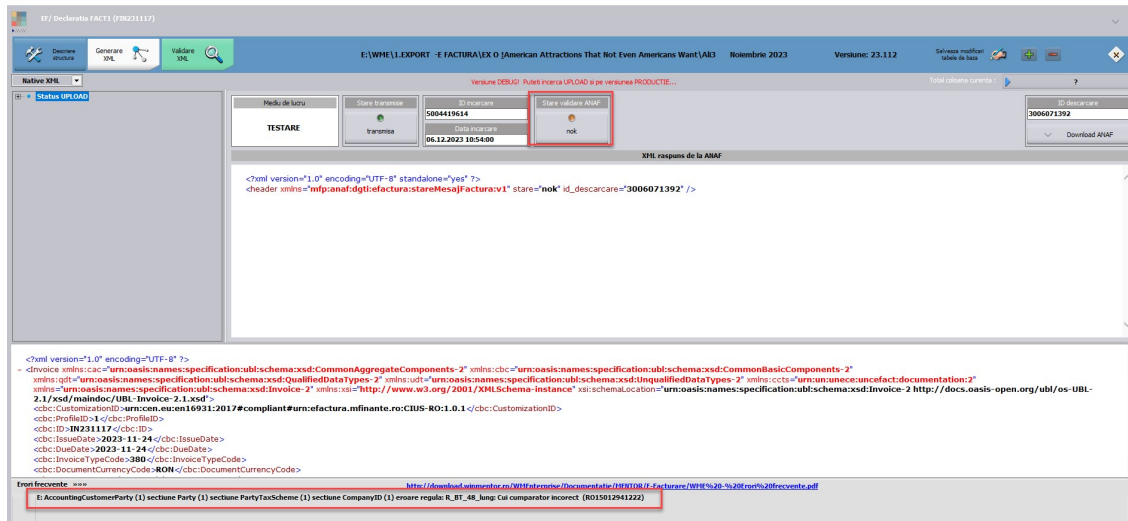 EF/ Declaratia FACT1 (FIN231117)
Descriere structura
Generare XML
Validare XML
E:\WME\1.EXPORT -E FACTURA\EX O !American Attractions That Not Even Americans Want\Ali3 Noiembrie 2023 Versiune: 23.112
Salveaza modificari tabele de baza
Native XML
Versiune DEBUG! Puteti incerca UPLOAD si pe versiunea PRODUCTIE...
Total coloana curenta :
?
Status UPLOAD
Mediu de lucru
TESTARE
Stare transmisie
transmisa
ID incarcare
5004419614
Data incarcare
06.12.2023 10:54:00
Stare validare ANAF
nok
ID descarcare
3006071392
Download ANAF
XML raspuns de la ANAF
<?xml version="1.0" encoding="UTF-8" standalone="yes" ?>
<header xmlns="mfp:anaf:dgti:efactura:stareMesajFactura:v1" stare="nok" id_descarcare="3006071392" />
<?xml version="1.0" encoding="UTF-8" ?>
- <Invoice xmlns:cac="urn:oasis:names:specification:ubl:schema:xsd:CommonAggregateComponents-2" xmlns:cbc="urn:oasis:names:specification:ubl:schema:xsd:CommonBasicComponents-2"
xmlns:qdt="urn:oasis:names:specification:ubl:schema:xsd:QualifiedDataTypes-2" xmlns:udt="urn:oasis:names:specification:ubl:schema:xsd:UnqualifiedDataTypes-2" xmlns:ccts="urn:un:unece:uncefact:documentation:2"
xmlns="urn:oasis:names:specification:ubl:schema:xsd:Invoice-2" xmlns:xsi="http://www.w3.org/2001/XMLSchema-instance" xsi:schemaLocation="urn:oasis:names:specification:ubl:schema:xsd:Invoice-2 http://docs.oasis-open.org/ubl/os-UBL-
2.1/xsd/maindoc/UBL-Invoice-2.1.xsd">
<cbc:CustomizationID>urn:cen.eu:en16931:2017#compliant#urn:efactura.mfinante.ro:CIUS-RO:1.0.1</cbc:CustomizationID>
<cbc:ProfileID>1</cbc:ProfileID>
<cbc:ID>IN231117</cbc:ID>
<cbc:IssueDate>2023-11-24</cbc:IssueDate>
<cbc:DueDate>2023-11-24</cbc:DueDate>
<cbc:InvoiceTypeCode>380</cbc:InvoiceTypeCode>
<cbc:DocumentCurrencyCode>RON</cbc:DocumentCurrencyCode>
Erori frecvente »»» http://download.winmentor.ro/WMEnterprise/Documentatie/MENTOR/E-Facturare/WME%20-%20Erori%20frecvente.pdf
E: AccountingCustomerParty (1) sectiune Party (1) sectiune PartyTaxScheme (1) sectiune CompanyID (1) eroare regula: R_BT_48_lung: Cui comparator incorect (RO15012941222)